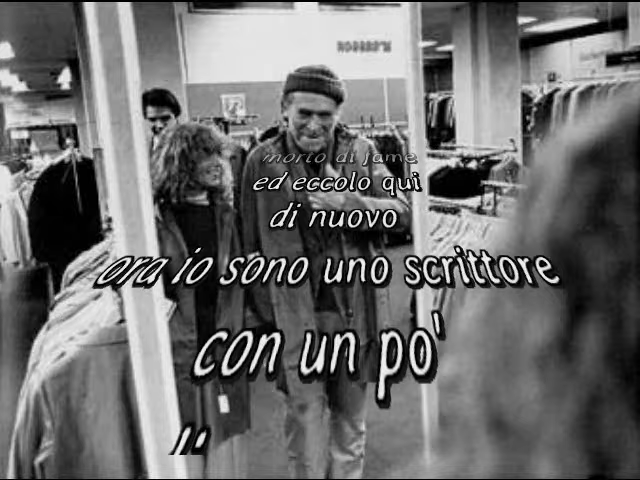 morto di fame
ed eccolo qui
di nuovo
ora io sono uno scrittore
con un po'